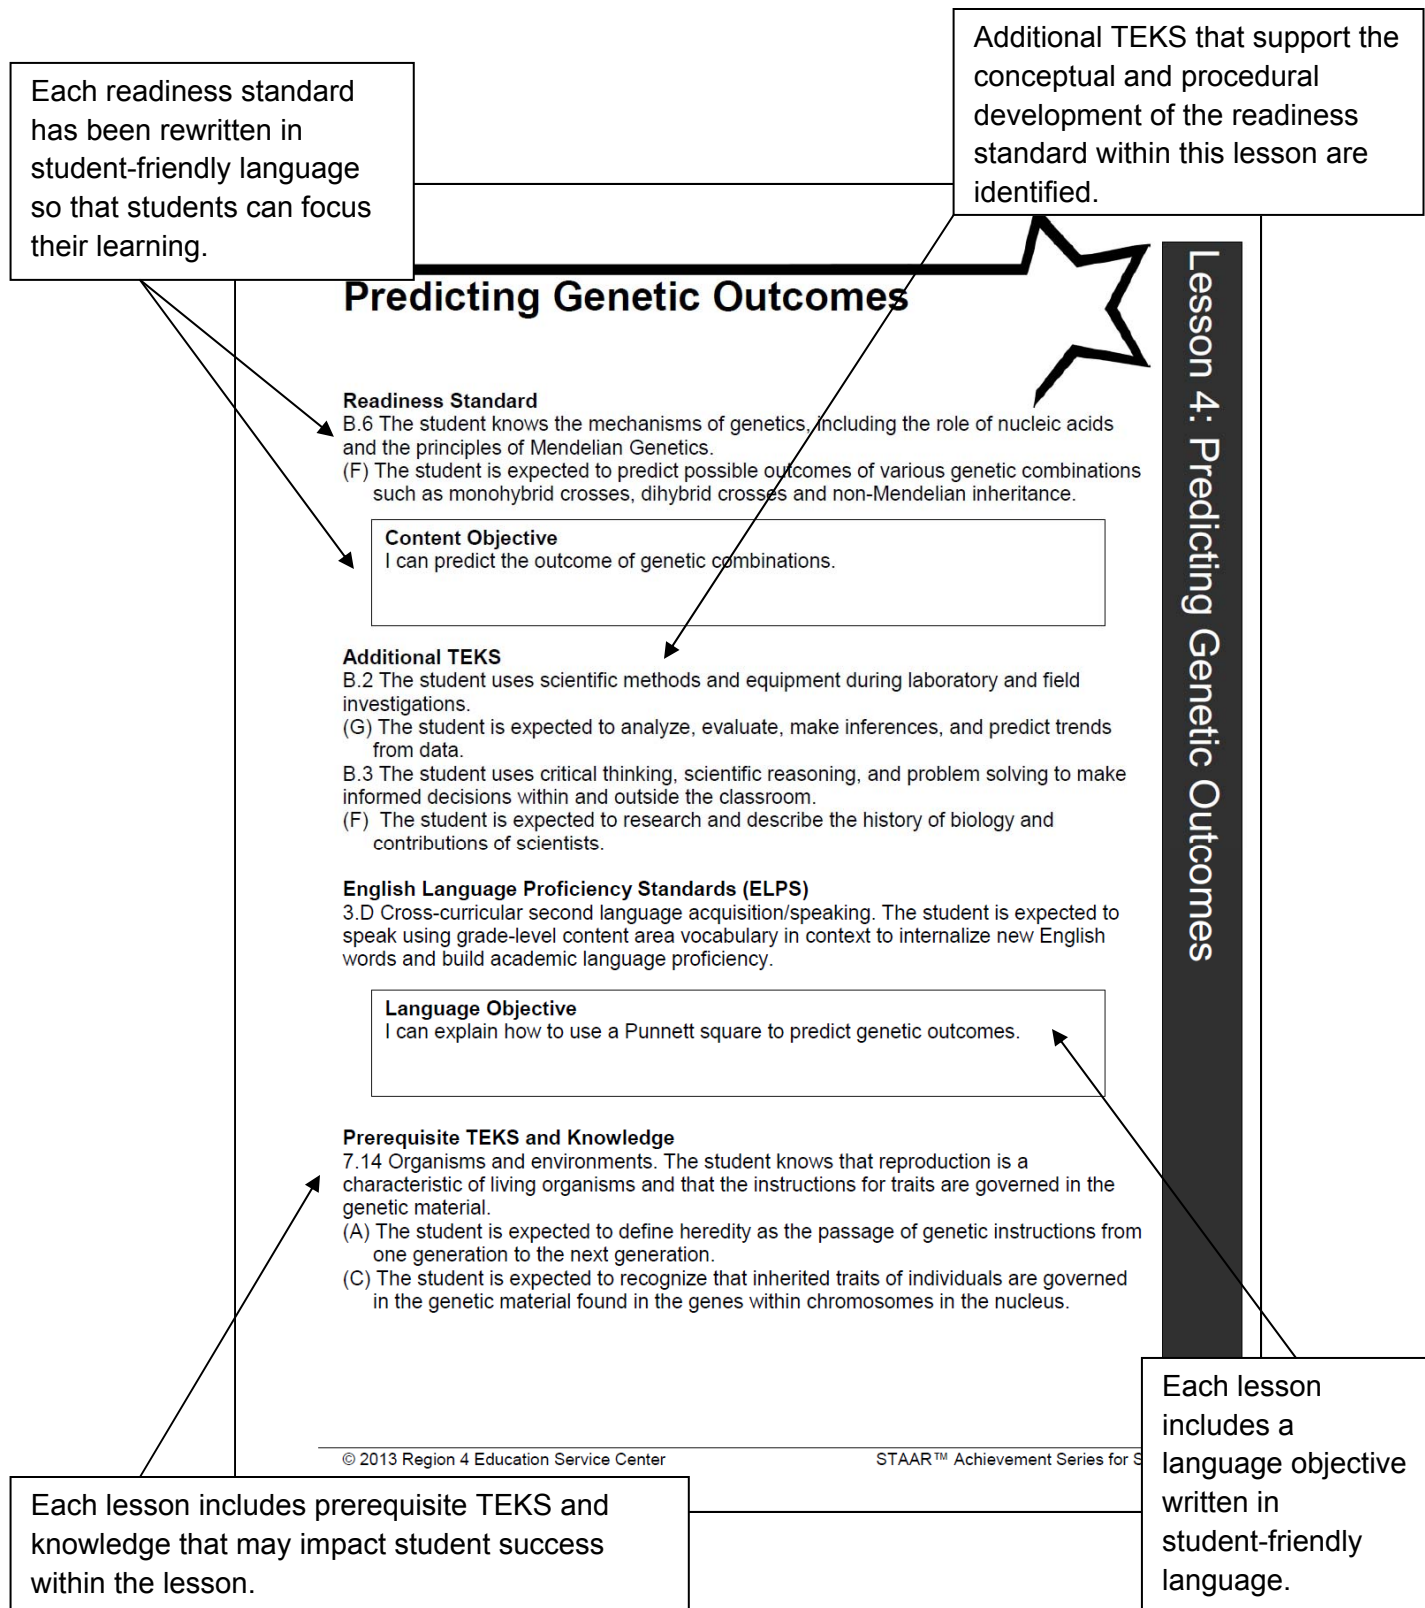 Additional TEKS that support the
conceptual and procedural
development of the readiness
standard within this lesson are
identified.
Each readiness standard
has been rewritten in
student-friendly language
so that students can focus
their learning.
Predicting Genetic Outcomes
Lesson 4: Predicting Genetic Outcomes
Readiness Standard
B.6 The student knows the mechanisms of genetics, including the role of nucleic acids
and the principles of Mendelian Genetics.
(F) The student is expected to predict possible outcomes of various genetic combinations
such as monohybrid crosses, dihybrid crosses and non-Mendelian inheritance.
Content Objective
I can predict the outcome of genetic combinations.
Additional TEKS
B.2 The student uses scientific methods and equipment during laboratory and field
investigations.
(G) The student is expected to analyze, evaluate, make inferences, and predict trends
from data.
B.3 The student uses critical thinking, scientific reasoning, and problem solving to make
informed decisions within and outside the classroom.
(F) The student is expected to research and describe the history of biology and
contributions of scientists.
English Language Proficiency Standards (ELPS)
3.D Cross-curricular second language acquisition/speaking. The student is expected to
speak using grade-level content area vocabulary in context to internalize new English
words and build academic language proficiency.
Language Objective
I can explain how to use a Punnett square to predict genetic outcomes.
Prerequisite TEKS and Knowledge
7.14 Organisms and environments. The student knows that reproduction is a
characteristic of living organisms and that the instructions for traits are governed in the
genetic material.
(A) The student is expected to define heredity as the passage of genetic instructions from
one generation to the next generation.
(C) The student is expected to recognize that inherited traits of individuals are governed
in the genetic material found in the genes within chromosomes in the nucleus.
© 2013 Region 4 Education Service Center
STAAR™ Achievement Series for S
Each lesson
includes a
language objective
written in
student-friendly
language.
Each lesson includes prerequisite TEKS and
knowledge that may impact student success
within the lesson.